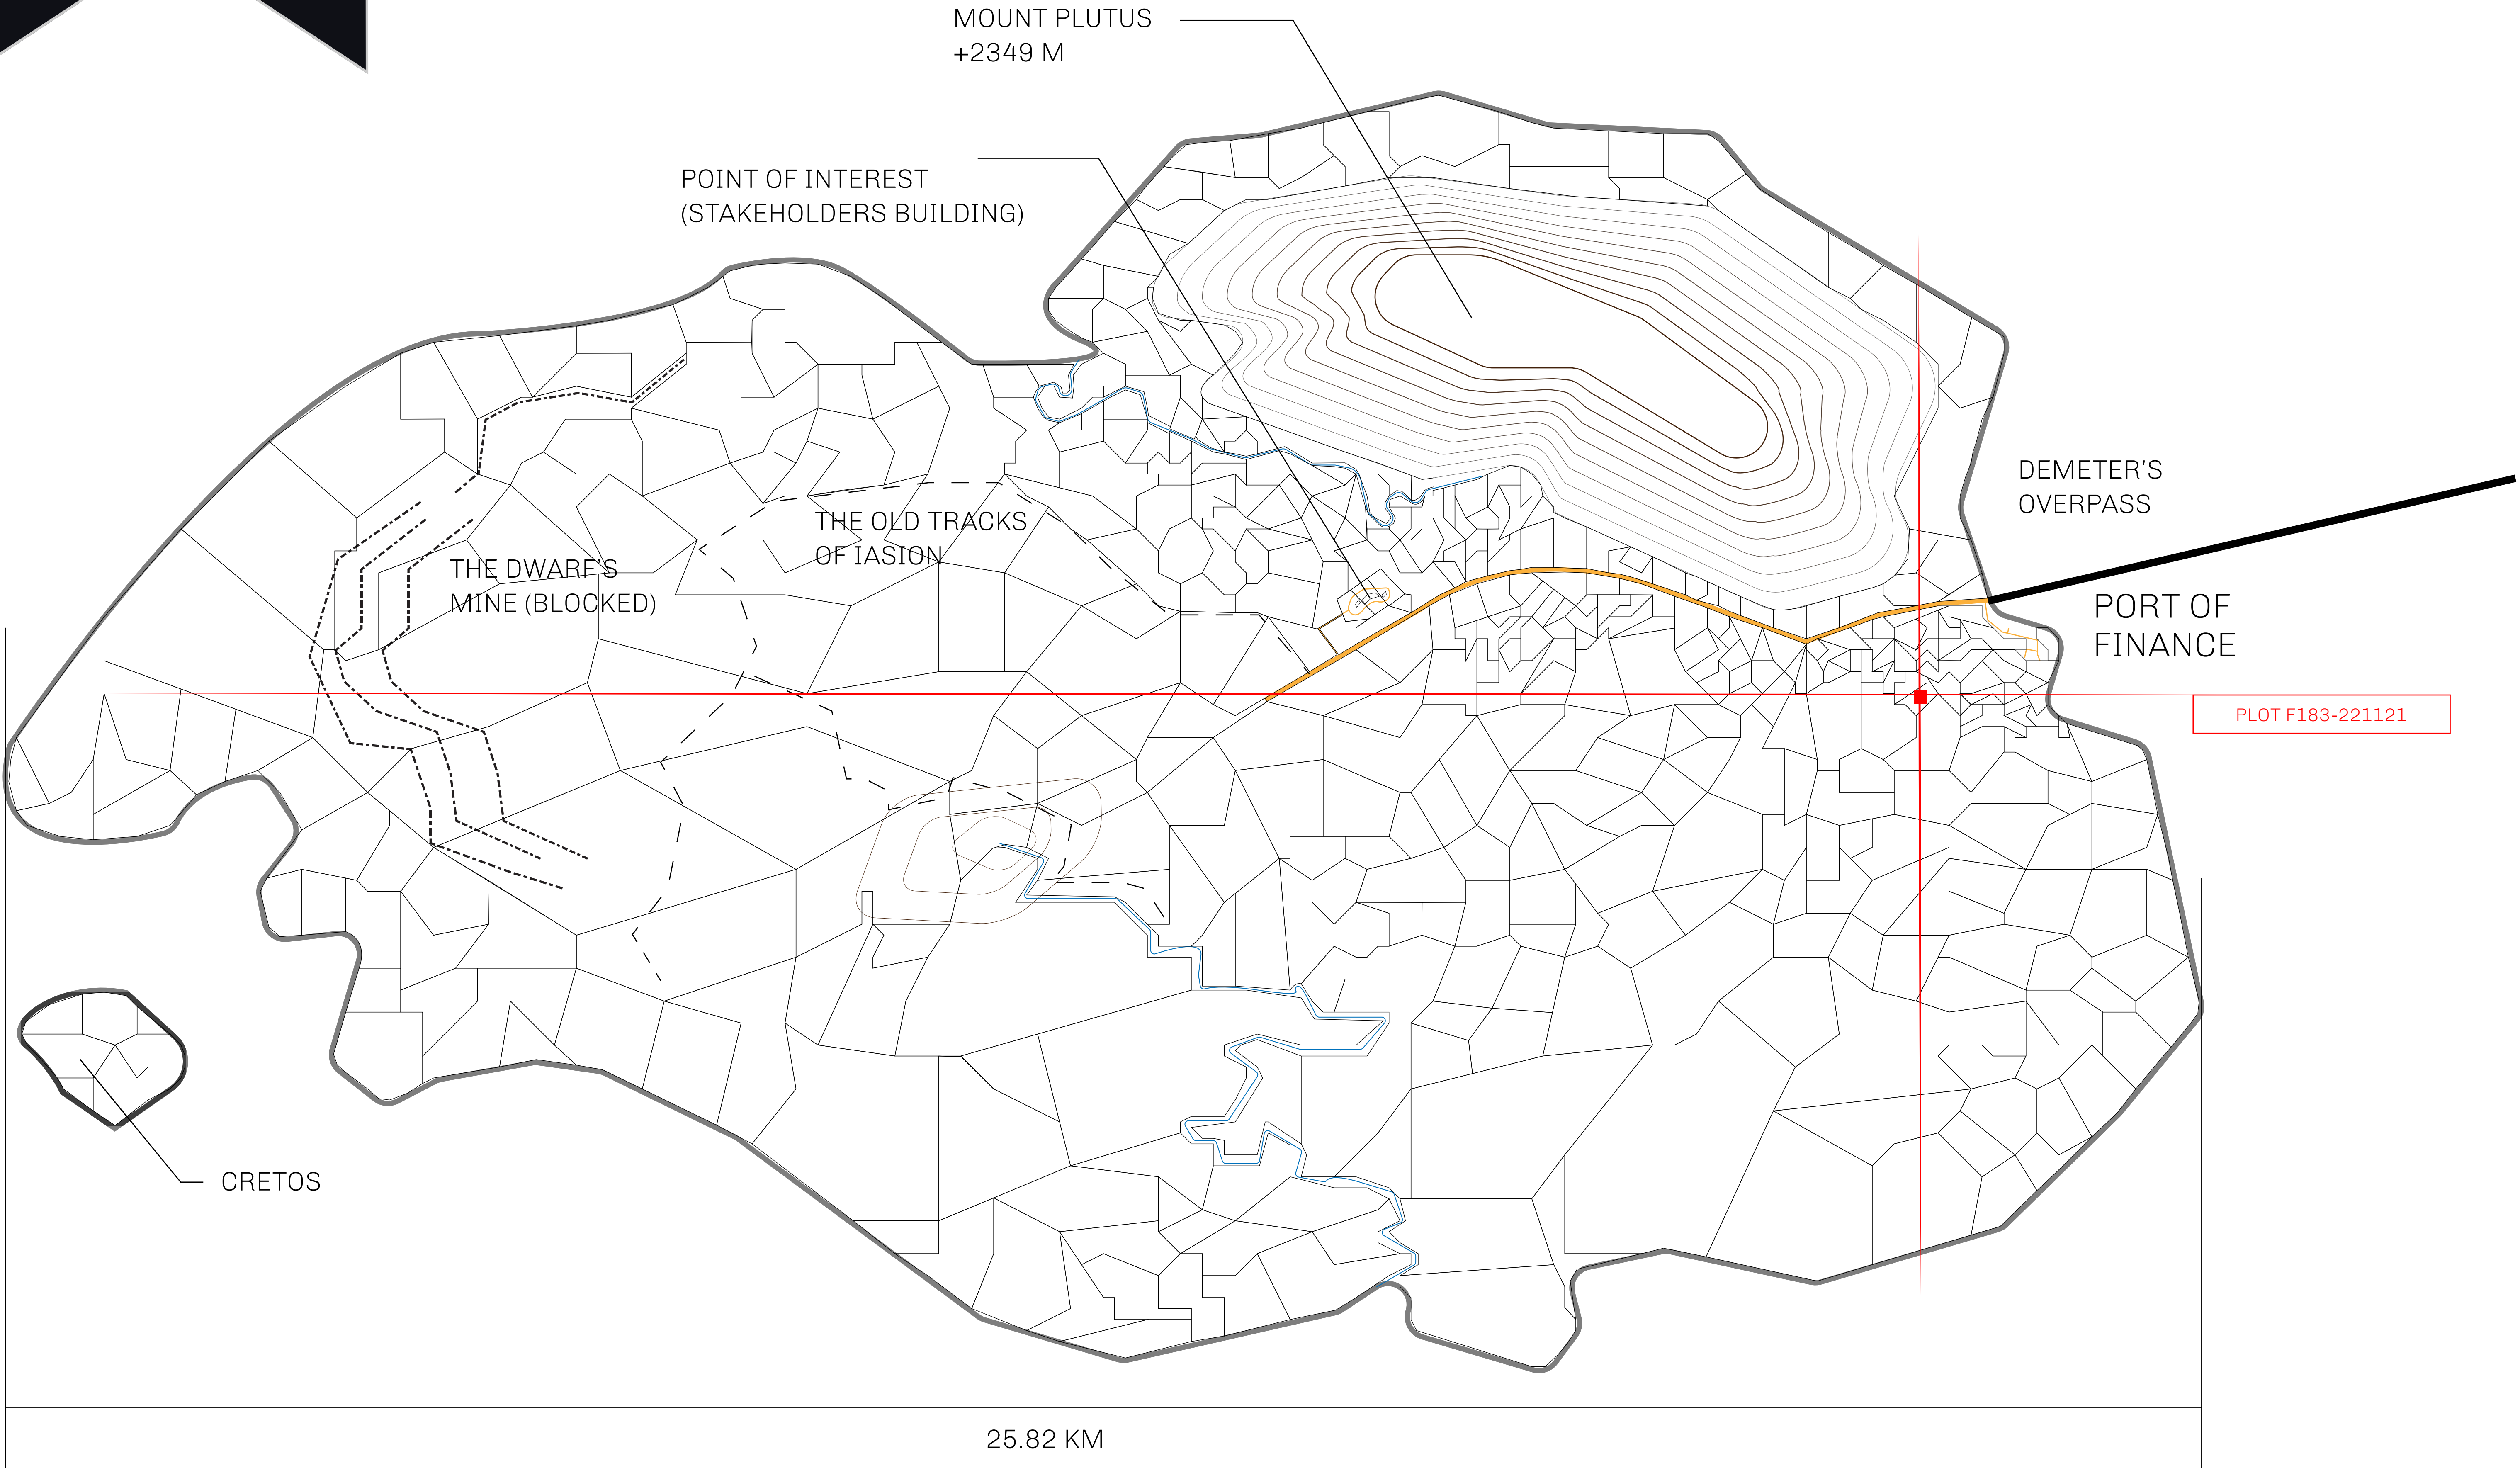 MOUNT PLUTUS
+2349 M
POINT OF INTEREST
(STAKEHOLDERS BUILDING)
DEMETER'S
OVERPASS
THE OLD TRACKS
OF IASION
THE DWARF'S
MINE (BLOCKED)
PORT OF
FINANCE
PLOT F183-221121
CRETOS
25.82 KM